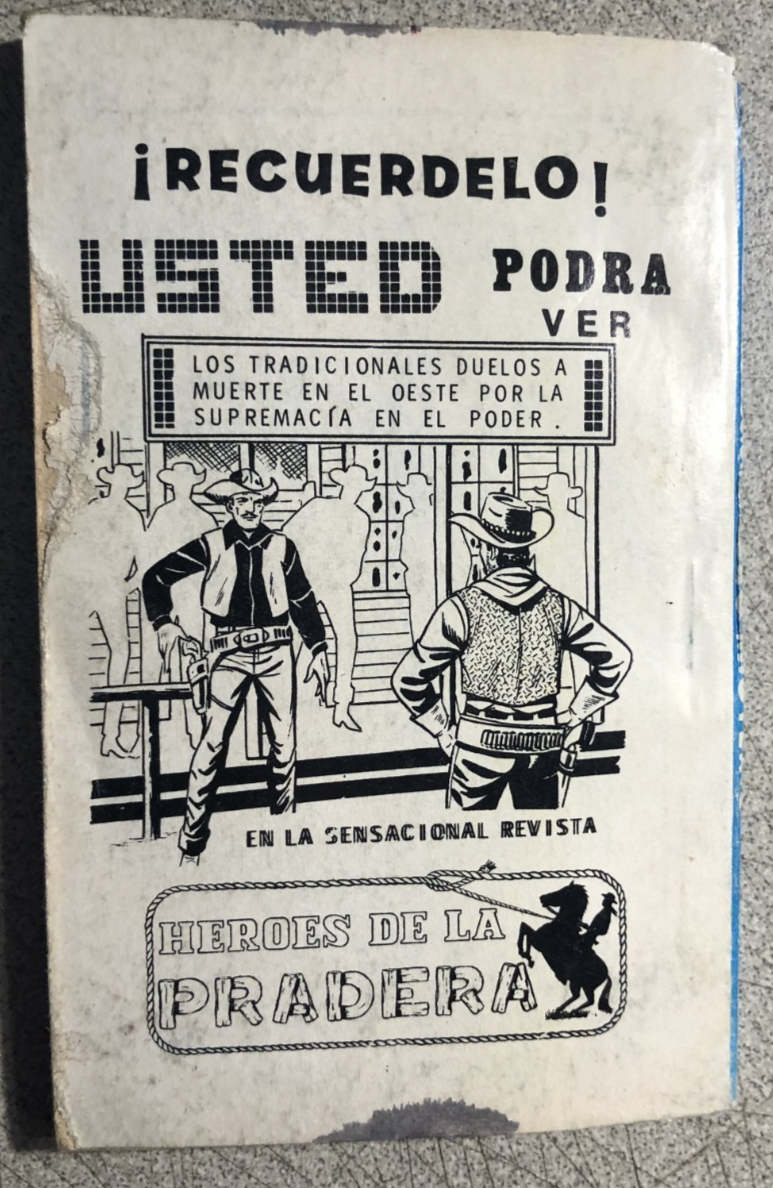 ¡RECUERDELO!
USTED PODRA
VER
LOS TRADICIONALES DUELOS A
MUERTE EN EL OESTE POR LA
SUPREMACÍA EN EL PODER.
EN LA SENSACIONAL REVISTA
HEROES DE LA
PRADERA